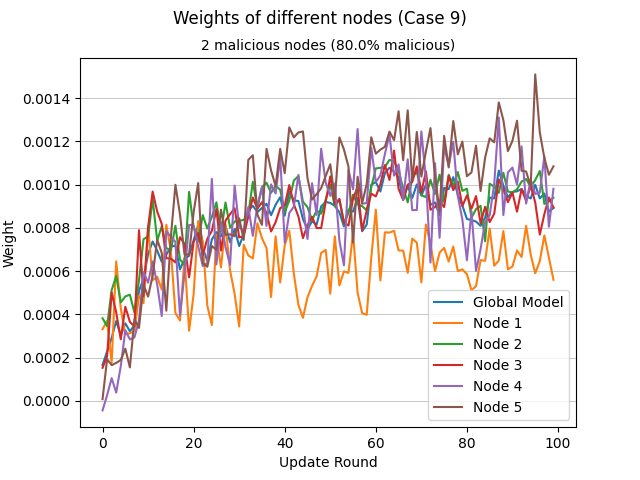 Weights of different nodes (Case 9)
2 malicious nodes (80.0% malicious)
0.0014
0.0012
0.0010
0.0008
0.0006
0.0004
0.0002
0.0000
Weight
0 20 40 60 80 100
Update Round
Global Model
Node 1
Node 2
Node 3
Node 4
Node 5